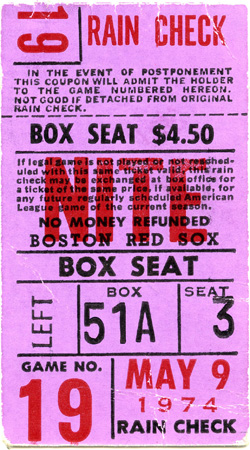 19 RAIN CHECK
IN THE EVENT OF POSTPONEMENT
THIS COUPON WILL ADMIT THE HOLDER
TO THE GAME NUMBERED HEREON.
NOT GOOD IF DETACHED FROM ORIGINAL
RAIN CHECK.
BOX SEAT $4.50
If legal game is not played or not resched-
uled with this same ticket valid, this rain
check may be exchanged at box office for
a ticket of the same price if available, for
any future regularly scheduled American
League game of the current season.
NO MONEY REFUNDED
BOSTON RED SOX
BOX SEAT
LEFT
BOX SEAT
51A 3
GAME NO.
19
MAY 9
1974
RAIN CHECK